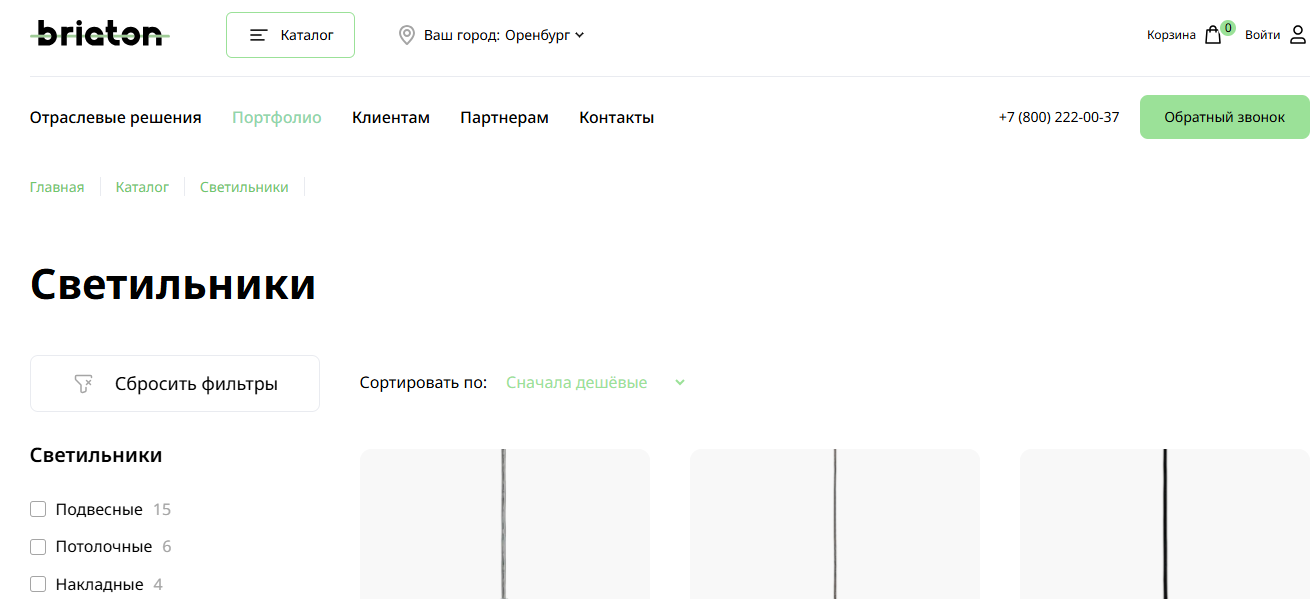 briaton
Каталог
Ваш город: Оренбург
Корзина 0 Войти
Отраслевые решения Портфолио Клиентам Партнерам Контакты
+7 (800) 222-00-37
Обратный звонок
Главная Каталог Светильники
Светильники
Сбросить фильтры
Сортировать по: Сначала дешёвые
Светильники
Подвесные 15
Потолочные 6
Накладные 4